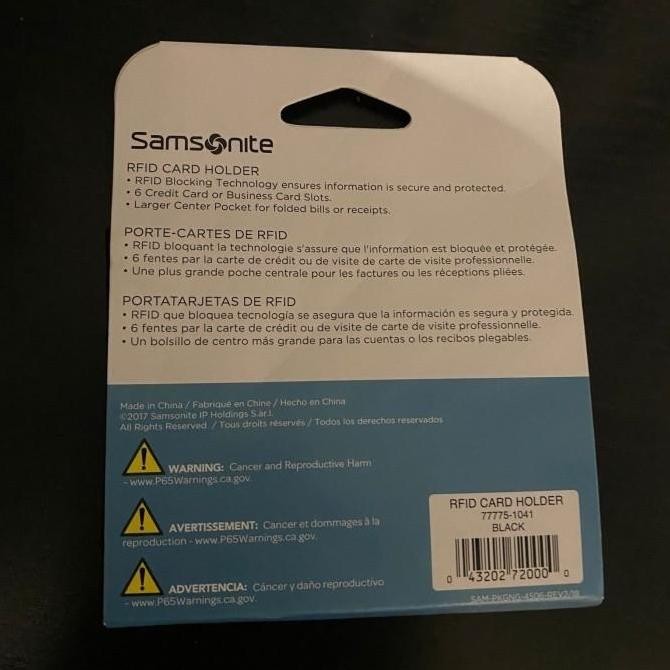 Samsonite
RFID CARD HOLDER
• RFID Blocking Technology ensures information is secure and protected.
• 6 Credit Card or Business Card Slots.
• Larger Center Pocket for folded bills or receipts.
PORTE-CARTES DE RFID
• RFID bloquant la technologie s'assure que l'information est bloquée et protégée.
• 6 fentes par la carte de crédit ou de visite de carte de visite professionnelle.
• Une plus grande poche centrale pour les factures ou les réceptions pliées.
PORTATARJETAS DE RFID
• RFID que bloquea tecnología se asegura que la información es segura y protegida.
• 6 fentes par la carte de crédit ou de visite de carte de visite professionnelle.
• Un bolsillo de centro más grande para las cuentas o los recibos plegables.
Made in China / Fabriqué en Chine / Hecho en China
©2017 Samsonite IP Holdings S.ar.l.
All Rights Reserved / Tous droits réservés / Todos los derechos reservados
WARNING: Cancer and Reproductive Harm
- www.P65Warnings.ca.gov.
AVERTISSEMENT: Cancer et dommages à la
reproduction - www.P65Warnings.ca.gov.
ADVERTENCIA: Cáncer y daño reproductivo
- www.P65Warnings.ca.gov.
RFID CARD HOLDER
77775-1041
BLACK
0 43202 72000 0
SAM-PKGNG-4506-REV2/18